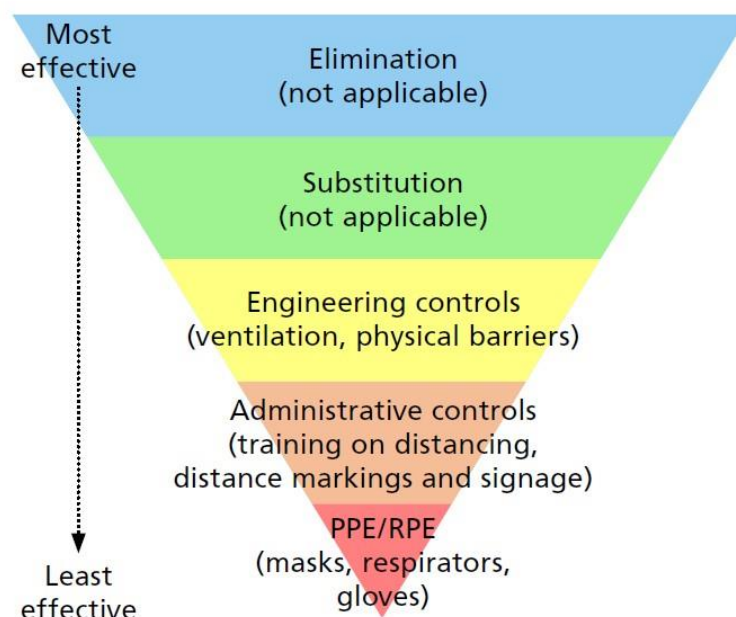 Most
effective
Elimination
(not applicable)
Substitution
(not applicable)
Engineering controls
(ventilation, physical barriers)
Administrative controls
(training on distancing,
distance markings and signage)
PPE/RPE
(masks, respirators,
gloves)
Least
effective